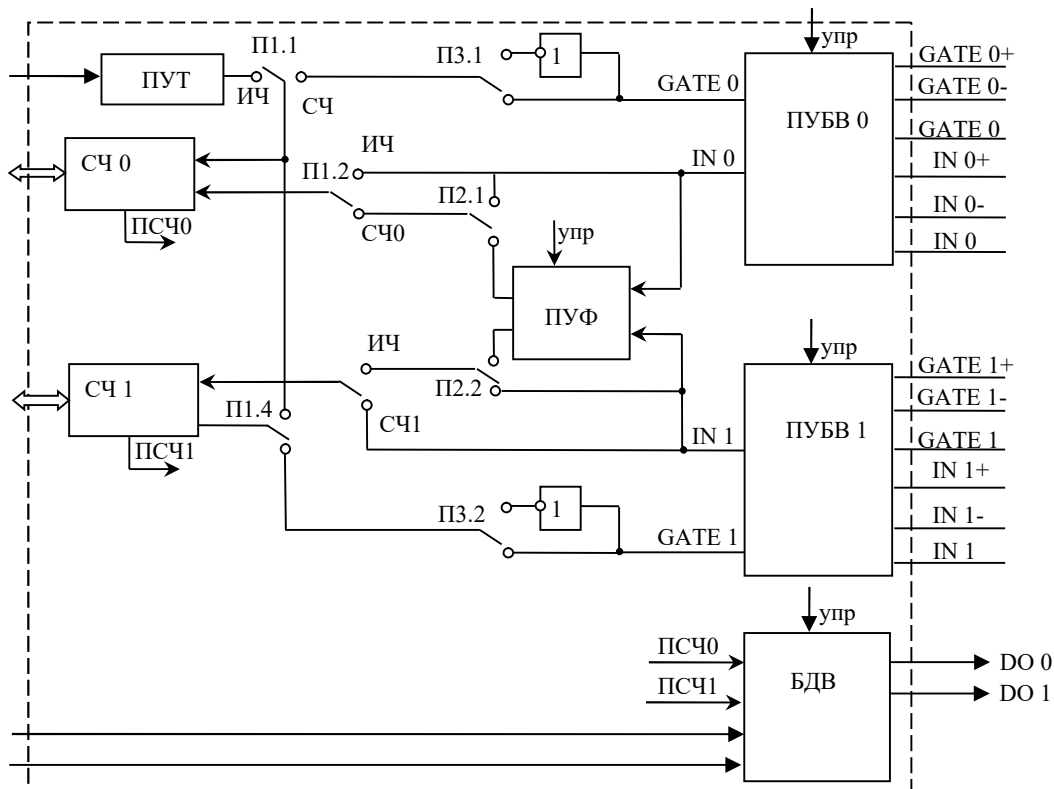 упр
П1.1
П3.1
1
GATE 0+
ПУТ
ИЧ
СЧ
GATE 0
ПУБВ 0
GATE 0-
GATE 0
СЧ 0
ИЧ
П1.2
IN 0
IN 0+
П2.1
ПСЧ0
СЧ0
упр
IN 0-
IN 0
ПУФ
упр
ИЧ
СЧ 1
П2.2
GATE 1+
П1.4
GATE 1-
СЧ1
IN 1
ПУБВ 1
GATE 1
ПСЧ1
IN 1+
П3.2
1
IN 1-
GATE 1
IN 1
упр
ПСЧ0
DO 0
ПСЧ1
БДВ
DO 1